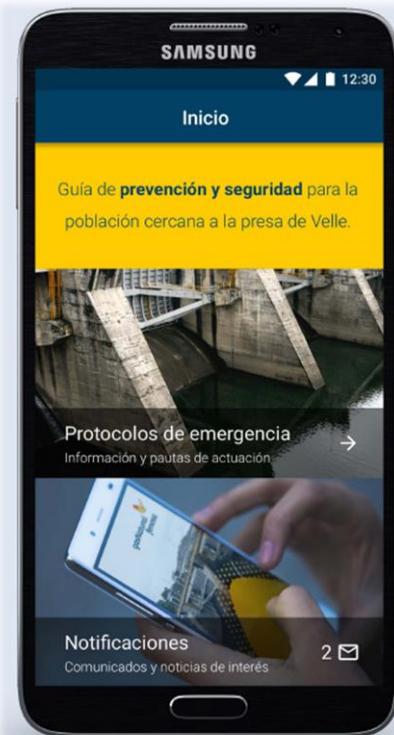 SAMSUNG
12:30
Inicio
Guía de prevención y seguridad para la
población cercana a la presa de Velle.
Protocolos de emergencia
Información y pautas de actuación
Notificaciones
Comunicados y noticias de interés
2